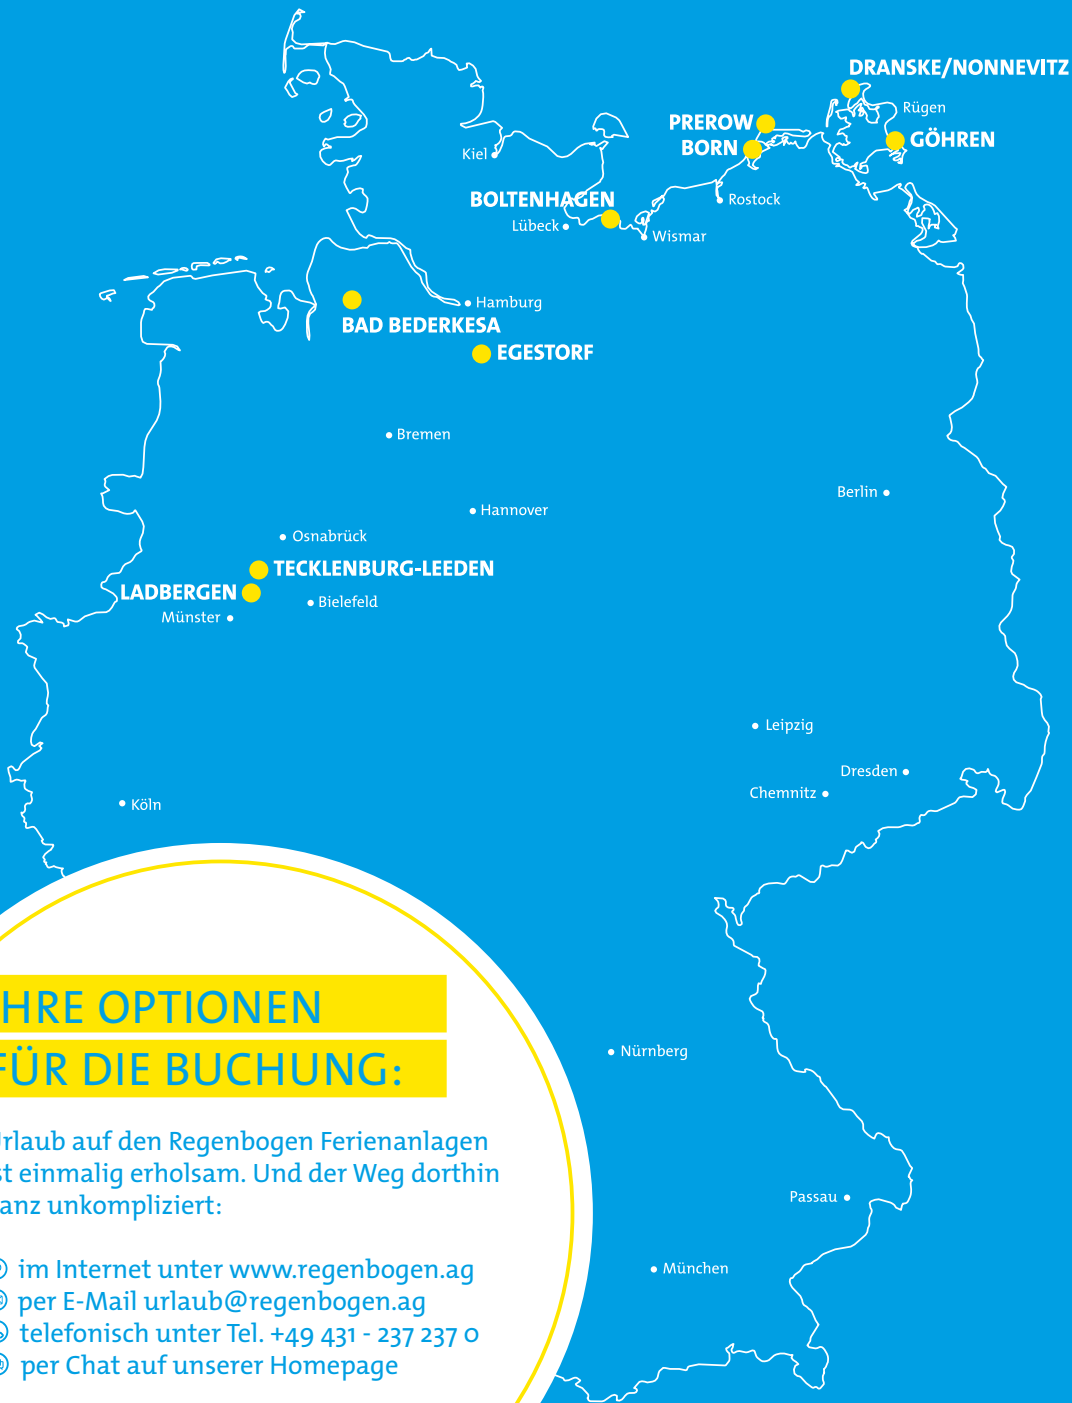 DRANSKE/NONNEVITZ
Rügen
PREROW
GÖHREN
BORN
Kiel
BOLTENHAGEN
Rostock
Lübeck
Wismar
Hamburg
BAD BEDERKESA
EGESTORF
Bremen
Berlin
Hannover
Osnabrück
TECKLENBURG-LEEDEN
LADBERGEN
Bielefeld
Münster
Leipzig
Dresden
Chemnitz
Köln
HRE OPTIONEN
FÜR DIE BUCHUNG:
Nürnberg
Urlaub auf den Regenbogen Ferienanlagen
st einmalig erholsam. Und der Weg dorthin
anz unkompliziert:
Passau
München
im Internet unter www.regenbogen.ag
per E-Mail urlaub@regenbogen.ag
telefonisch unter Tel. +49 431 - 237 237 0
per Chat auf unserer Homepage